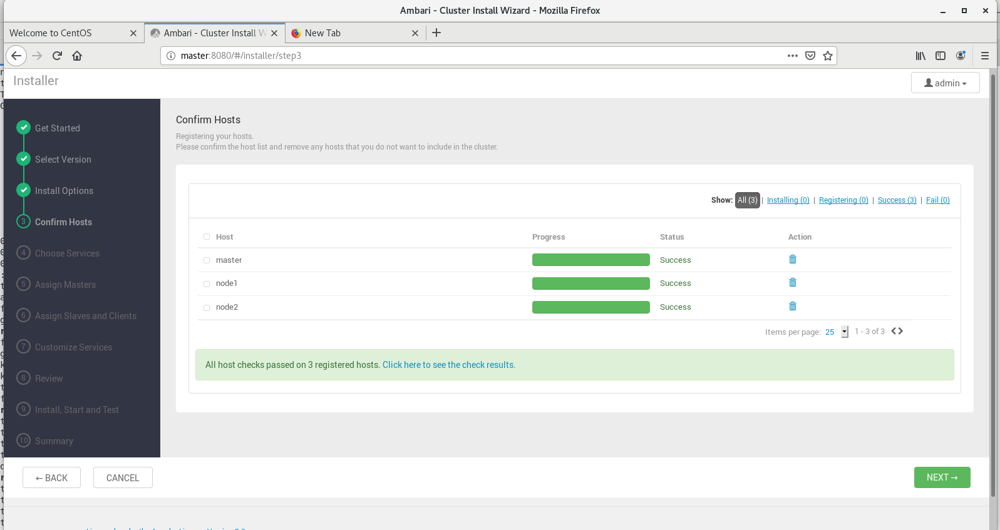 Ambari - Cluster Install Wizard - Mozilla Firefox
Welcome to CentOS
Ambari - Cluster Install W
New Tab
master:8080/#/installer/step3
Installer
admin
Get Started
Select Version
Install Options
3 Confirm Hosts
4 Choose Services
5 Assign Masters
6 Assign Slaves and Clients
7 Customize Services
8 Review
9 Install, Start and Test
10 Summary
Confirm Hosts
Registering your hosts.
Please confirm the host list and remove any hosts that you do not want to include in the cluster.
Show: All (3) | Installing (0) | Registering (0) | Success (3) | Fail (0)
Host Progress Status Action
master Success
node1 Success
node2 Success
Items per page: 25 1 - 3 of 3
All host checks passed on 3 registered hosts. Click here to see the check results.
← BACK
CANCEL
NEXT →